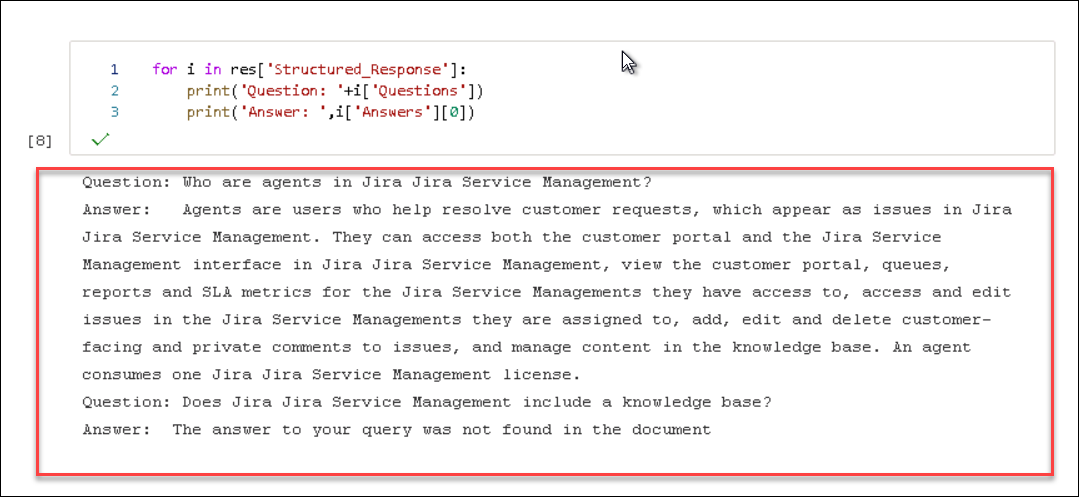 1 for i in res['Structured_Response']:
2 print('Question: '+i['Questions'])
3 print('Answer: ',i['Answers'][0])
[8]
Question: Who are agents in Jira Jira Service Management?
Answer:   Agents are users who help resolve customer requests, which appear as issues in Jira
Jira Service Management. They can access both the customer portal and the Jira Service
Management interface in Jira Jira Service Management, view the customer portal, queues,
reports and SLA metrics for the Jira Service Managements they have access to, access and edit
issues in the Jira Service Managements they are assigned to, add, edit and delete customer-
facing and private comments to issues, and manage content in the knowledge base. An agent
consumes one Jira Jira Service Management license.
Question: Does Jira Jira Service Management include a knowledge base?
Answer:  The answer to your query was not found in the document